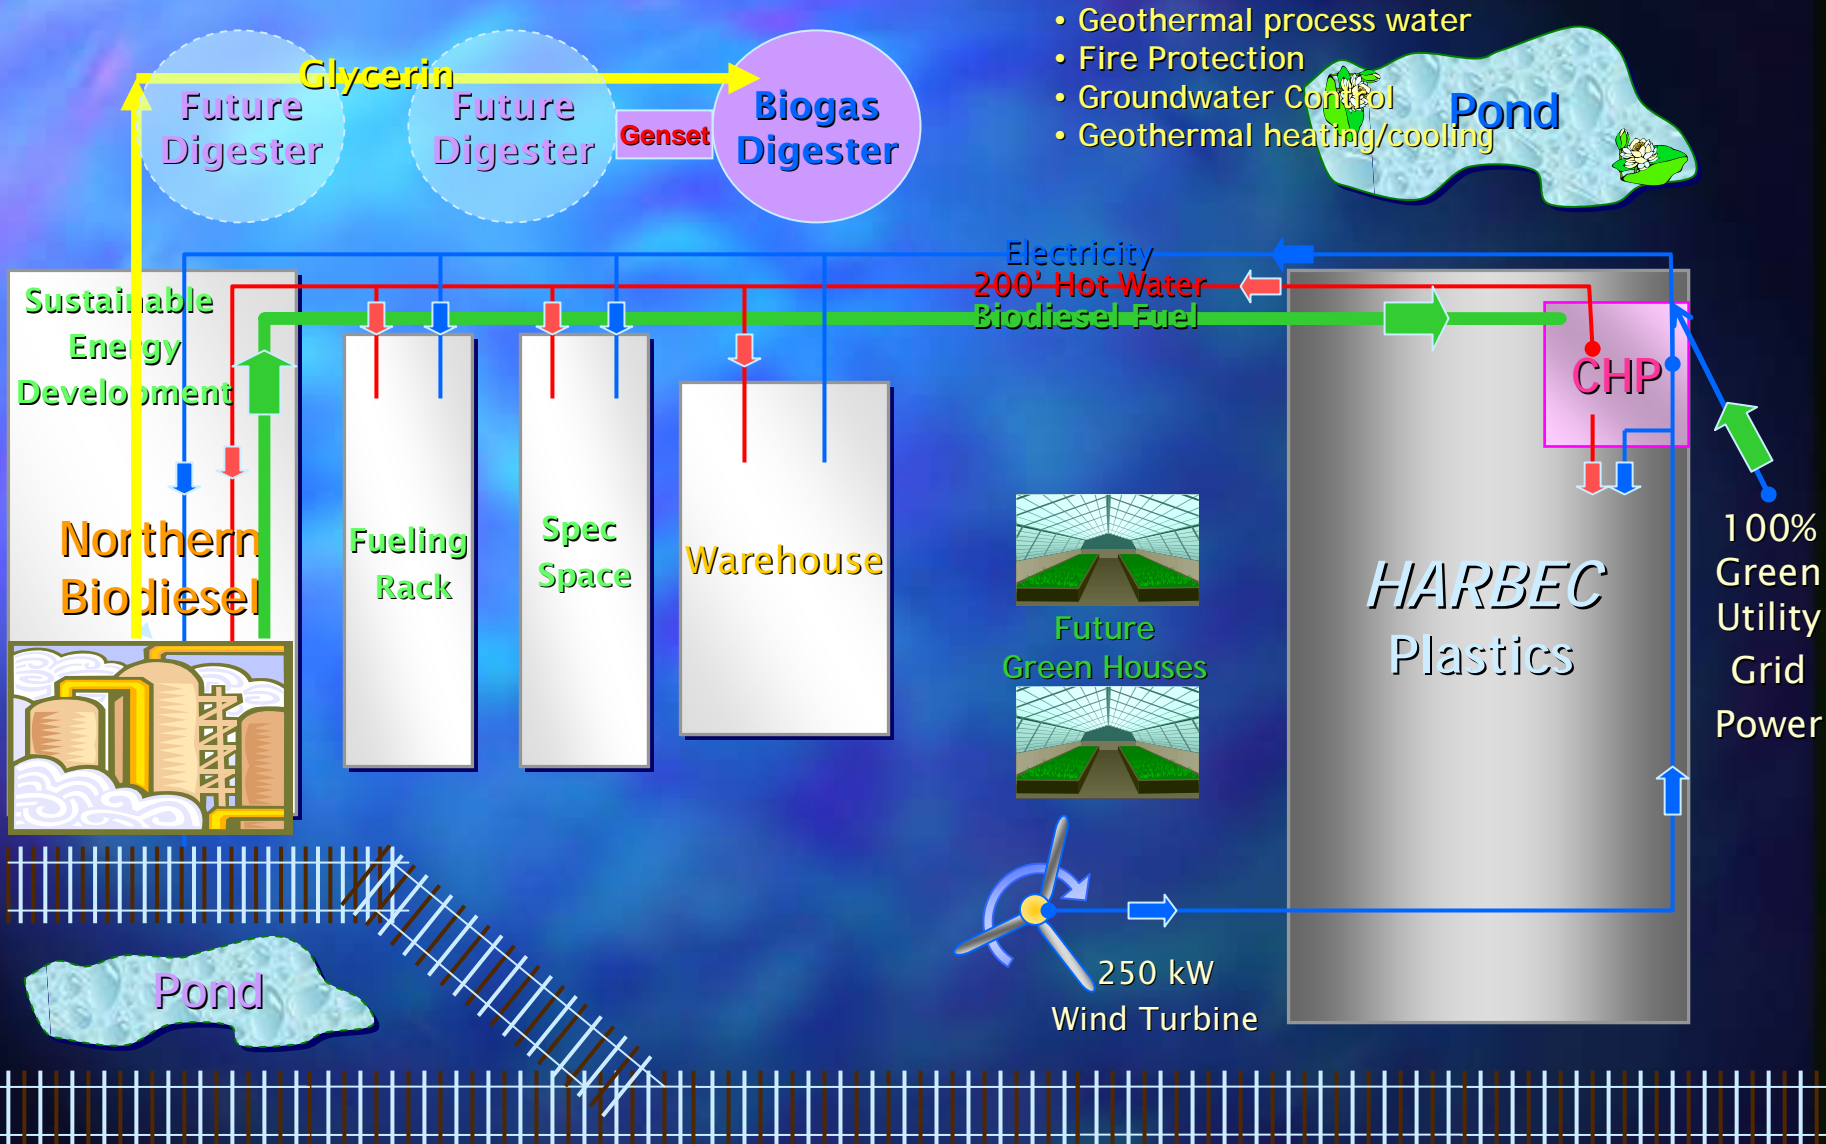 • Geothermal process water
• Fire Protection
• Groundwater Control
• Geothermal heating/cooling
Pond
Glycerin
Future
Digester
Future
Digester
Genset
Biogas
Digester
Electricity
200’ Hot Water
Biodiesel Fuel
Sustainable
Energy
Development
Northern
Biodiesel
Fueling
Rack
Spec
Space
Warehouse
Future
Green Houses
CHP
HARBEC
Plastics
100%
Green
Utility
Grid
Power
250 kW
Wind Turbine
Pond